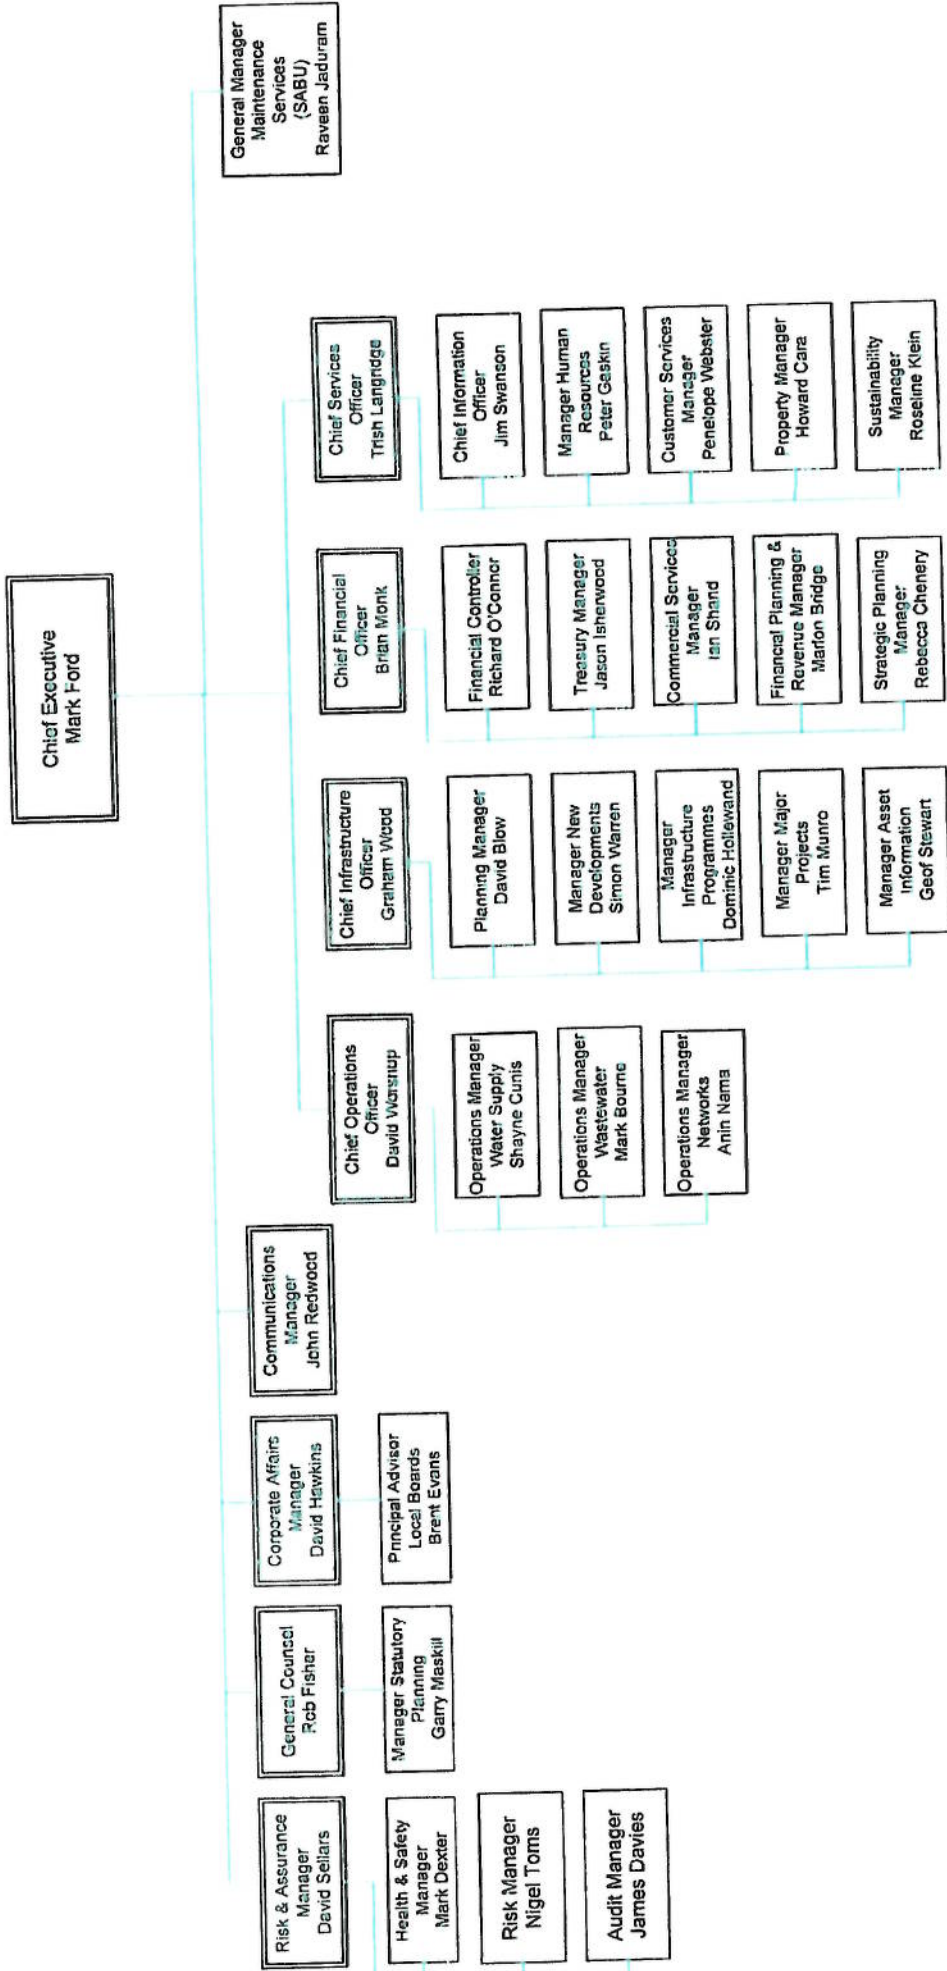 Chief Executive
Mark Ford
Risk & Assurance
Manager
David Sellars
General Counsel
Rob Fisher
Corporate Affairs
Manager
David Hawkins
Communications
Manager
John Redwood
General Manager
Maintenance
Services
(SABU)
Raveen Jaduram
Chief Operations
Officer
David Worsnup
Chief Infrastructure
Officer
Graham Wood
Chief Financial
Officer
Brian Monk
Chief Services
Officer
Trish Langridge
Health & Safety
Manager
Mark Dexter
Risk Manager
Nigel Toms
Audit Manager
James Davies
Manager Statutory
Planning
Garry Maskill
Principal Advisor
Local Boards
Brent Evans
Operations Manager
Water Supply
Shayne Cunis
Operations Manager
Wastewater
Mark Bourne
Operations Manager
Networks
Anin Nama
Planning Manager
David Blow
Manager New
Developments
Simon Warren
Manager
Infrastructure
Programmes
Dominic Hollewand
Manager Major
Projects
Tim Munro
Manager Asset
Information
Geof Stewart
Financial Controller
Richard O'Connor
Treasury Manager
Jason Isherwood
Commercial Services
Manager
Ian Shand
Financial Planning &
Revenue Manager
Marlon Bridge
Strategic Planning
Manager
Rebecca Chenery
Chief Information
Officer
Jim Swanson
Manager Human
Resources
Peter Gaskin
Customer Services
Manager
Penelope Webster
Property Manager
Howard Cara
Sustainability
Manager
Roseline Klein